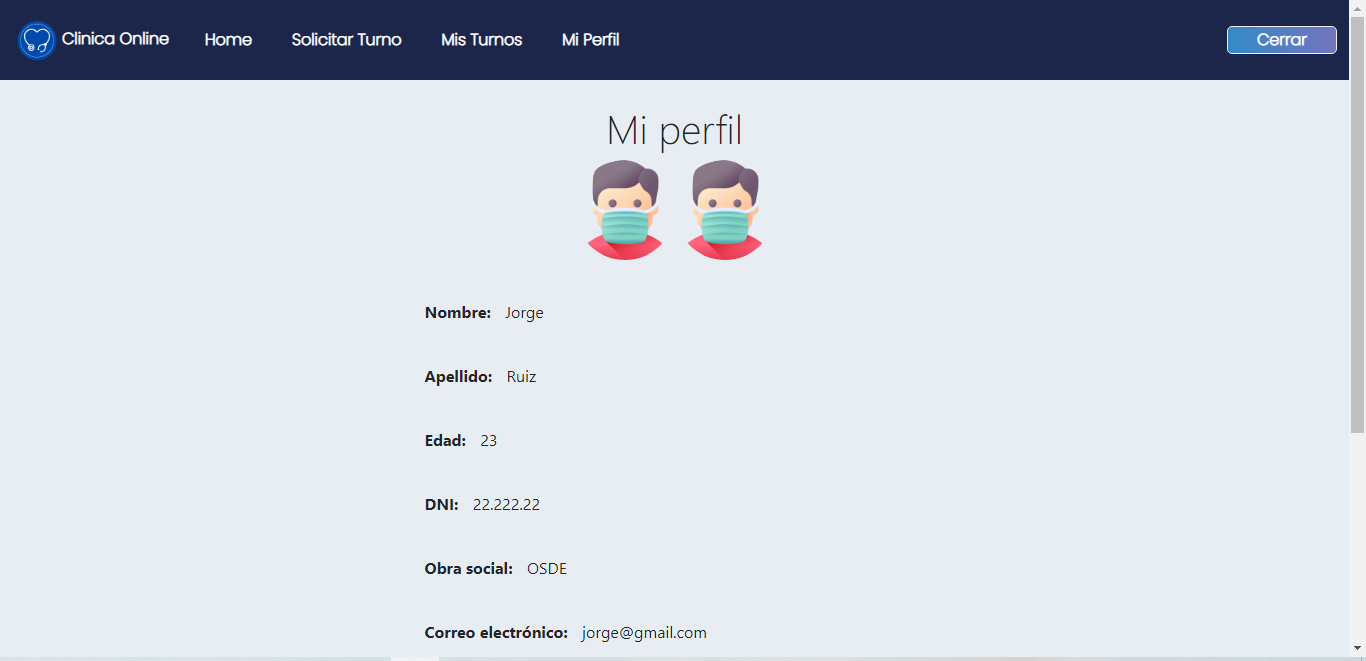 Clinica Online Home Solicitar Turno Mis Turnos Mi Perfil Cerrar
Mi perfil
Nombre: Jorge
Apellido: Ruiz
Edad: 23
DNI: 22.222.22
Obra social: OSDE
Correo electrónico: jorge@gmail.com